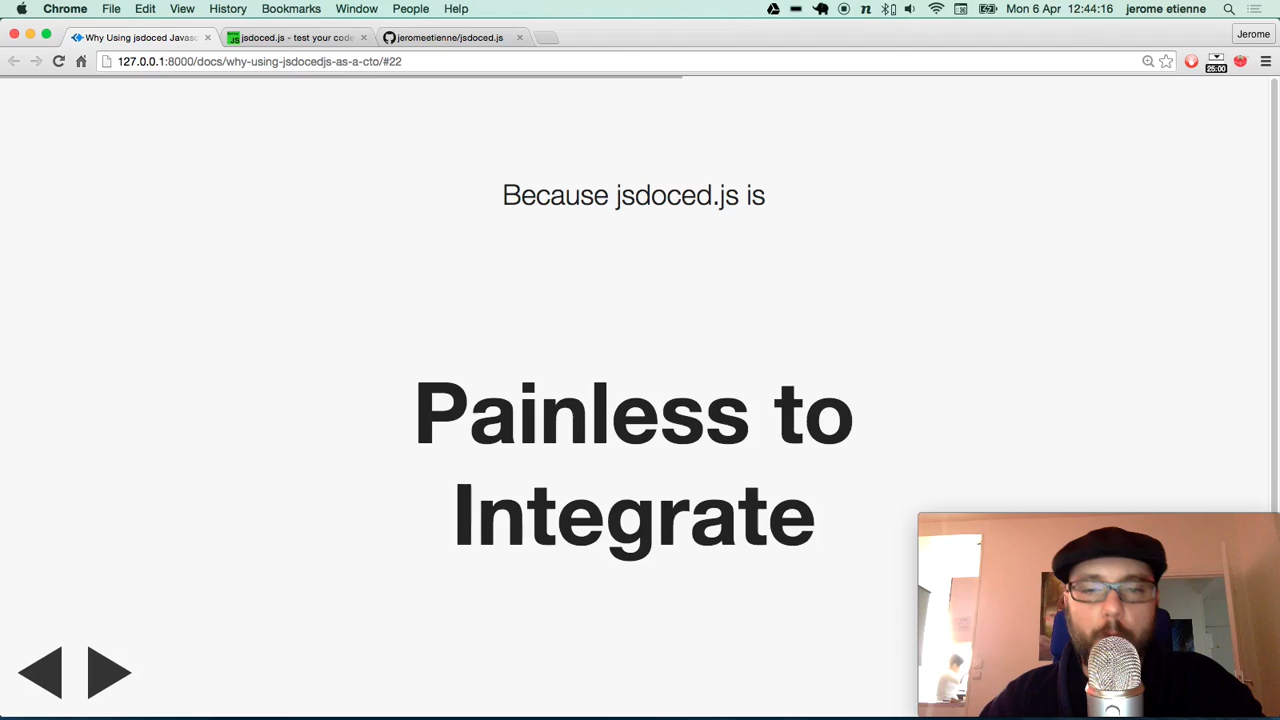 Chrome File Edit View History Bookmarks Window People Help Mon 6 Apr 12:44:16 jerome etienne
Why Using jsdoced Javasc jsdoced.js - test your code jeromeetienne/jsdoced.js Jerome
127.0.0.1:8000/docs/why-using-jsdocedjs-as-a-cto/#22
25:00
Because jsdoced.js is
Painless to
Integrate